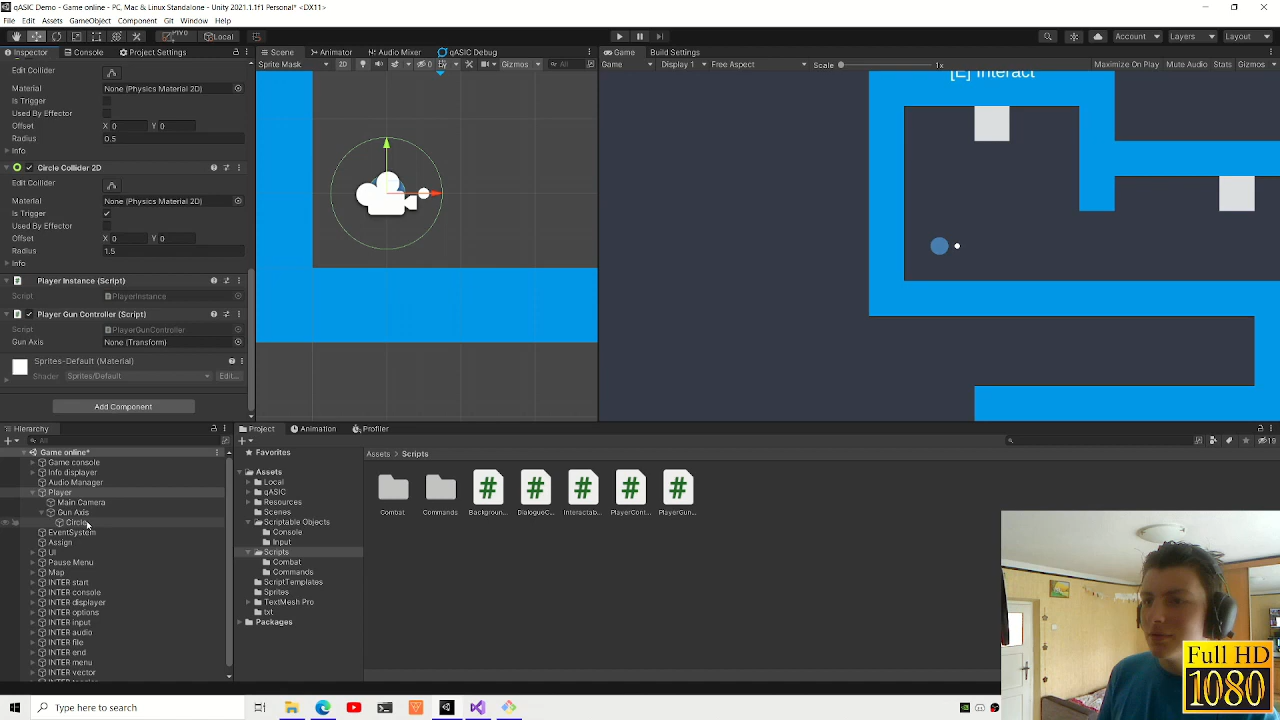 qASIC Demo - Game online - PC, Mac & Linux Standalone - Unity 2021.1.1f1 Personal* <DX11>
File Edit Assets GameObject Component Git Window Help
Pivot Local Account Layers Layout
Inspector Console Project Settings Scene Animator Audio Mixer qASIC Debug Game Build Settings
Sprite Mask 2D 0 Gizmos All Game Display 1 Free Aspect Scale 1x Maximize On Play Mute Audio Stats Gizmos
Edit Collider
Material None (Physics Material 2D)
Is Trigger
Used By Effector
Offset X 0 Y 0
Radius 0.5
Info
Circle Collider 2D
Edit Collider
Material None (Physics Material 2D)
Is Trigger
Used By Effector
Offset X 0 Y 0
Radius 1.5
Info
Player Instance (Script)
Script PlayerInstance
Player Gun Controller (Script)
Script PlayerGunController
Gun Axis None (Transform)
Sprites-Default (Material)
Shader Sprites/Default Edit...
Add Component
[E] Interact
Hierarchy
All
Game online*
Game console
Info displayer
Audio Manager
Player
Main Camera
Gun Axis
Circle
EventSystem
Assign
UI
Pause Menu
Map
INTER start
INTER console
INTER displayer
INTER options
INTER input
INTER audio
INTER file
INTER end
INTER menu
INTER vector
Project Animation Profiler
19
Favorites
Assets
Local
qASIC
Resources
Scenes
Scriptable Objects
Console
Input
Scripts
Combat
Commands
ScriptTemplates
Sprites
TextMesh Pro
txt
Packages
Assets > Scripts
Combat Commands Backgroun... DialogueC... Interactab... PlayerCont... PlayerGun...
Full HD
1080
Type here to search